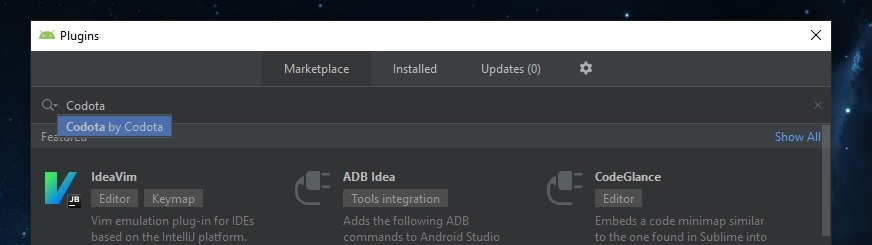 Plugins
Marketplace Installed Updates (0)
Codota
Codota by Codota
Featured Show All
IdeaVim ADB Idea CodeGlance
Editor Keymap Tools integration Editor
JB
Vim emulation plug-in for IDEs Adds the following ADB Embeds a code minimap similar
based on the IntelliJ platform. commands to Android Studio to the one found in Sublime into